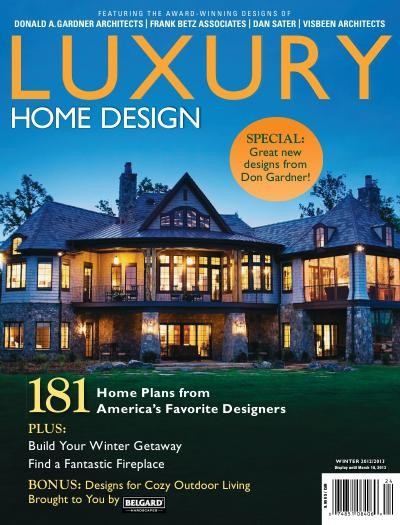 FEATURING THE AWARD-WINNING DESIGNS OF
DONALD A. GARDNER ARCHITECTS | FRANK BETZ ASSOCIATES | DAN SATER | VISBEEN ARCHITECTS
LUXURY
HOME DESIGN
SPECIAL:
Great new
designs from
Don Gardner!
181 Home Plans from
America's Favorite Designers
PLUS:
Build Your Winter Getaway
Find a Fantastic Fireplace
BONUS: Designs for Cozy Outdoor Living
Brought to You by BELGARD
HARDSCAPES
WINTER 2012/2013
Display until March 18, 2013
24